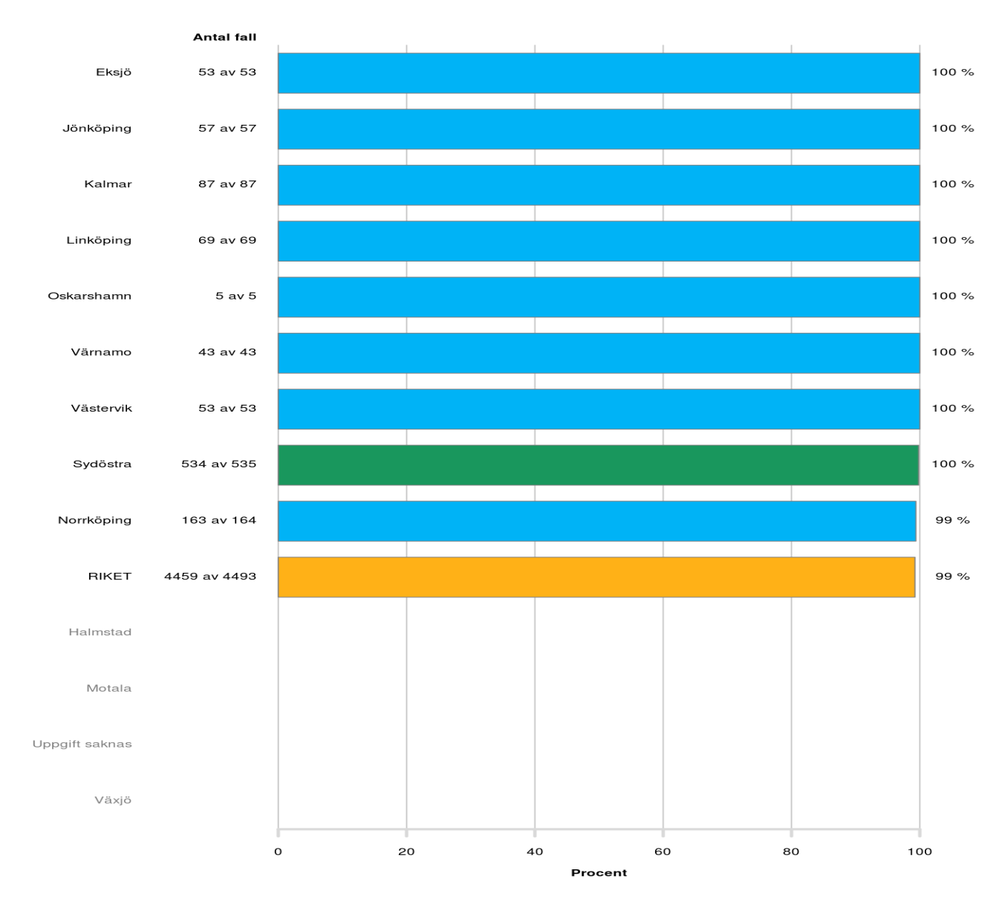 Antal fall
Eksjö 53 av 53 100 %
Jönköping 57 av 57 100 %
Kalmar 87 av 87 100 %
Linköping 69 av 69 100 %
Oskarshamn 5 av 5 100 %
Värnamo 43 av 43 100 %
Västervik 53 av 53 100 %
Sydöstra 534 av 535 100 %
Norrköping 163 av 164 99 %
RIKET 4459 av 4493 99 %
Halmstad
Motala
Uppgift saknas
Växjö
0 20 40 60 80 100
Procent